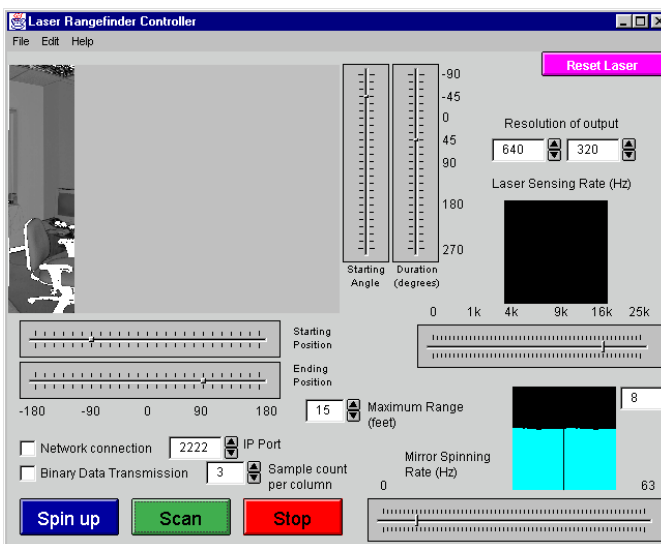 Laser Rangefinder Controller
File Edit Help
Reset Laser
-90
-45
0
45
90
180
270
Starting Angle
Duration (degrees)
Resolution of output
640 320
Laser Sensing Rate (Hz)
0 1k 4k 9k 16k 25k
Starting Position
Ending Position
-180 -90 0 90 180
15 Maximum Range (feet)
8
Network connection 2222 IP Port
Binary Data Transmission 3 Sample count per column
Mirror Spinning Rate (Hz)
0 63
Spin up Scan Stop